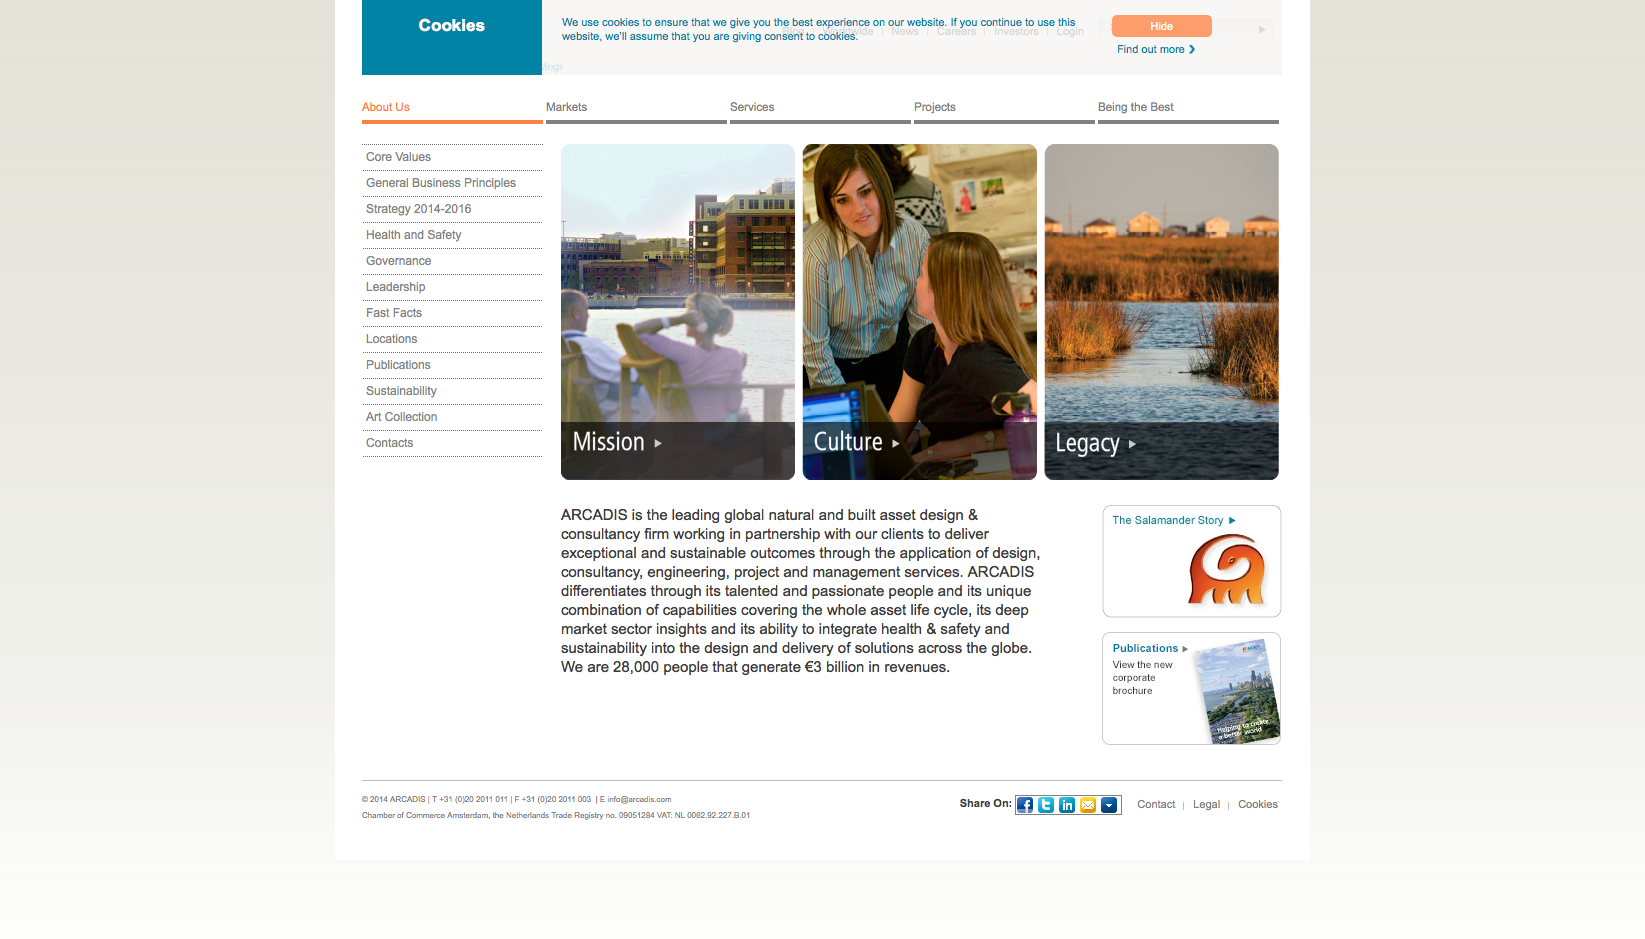 Cookies
We use cookies to ensure that we give you the best experience on our website. If you continue to use this
website, we'll assume that you are giving consent to cookies.
Hide
Find out more
Blog | Worldwide | News | Careers | Investors | Login
About Us
Markets
Services
Projects
Being the Best
Core Values
General Business Principles
Strategy 2014-2016
Health and Safety
Governance
Leadership
Fast Facts
Locations
Publications
Sustainability
Art Collection
Contacts
Mission
Culture
Legacy
ARCADIS is the leading global natural and built asset design &
consultancy firm working in partnership with our clients to deliver
exceptional and sustainable outcomes through the application of design,
consultancy, engineering, project and management services. ARCADIS
differentiates through its talented and passionate people and its unique
combination of capabilities covering the whole asset life cycle, its deep
market sector insights and its ability to integrate health & safety and
sustainability into the design and delivery of solutions across the globe.
We are 28,000 people that generate €3 billion in revenues.
The Salamander Story
Publications
View the new
corporate
brochure
Helping to create
a better world
© 2014 ARCADIS | T +31 (0)20 2011 011 | F +31 (0)20 2011 003 | E info@arcadis.com
Chamber of Commerce Amsterdam, the Netherlands Trade Registry no. 09051284 VAT: NL 0062.92.227.B.01
Share On:
Contact | Legal | Cookies